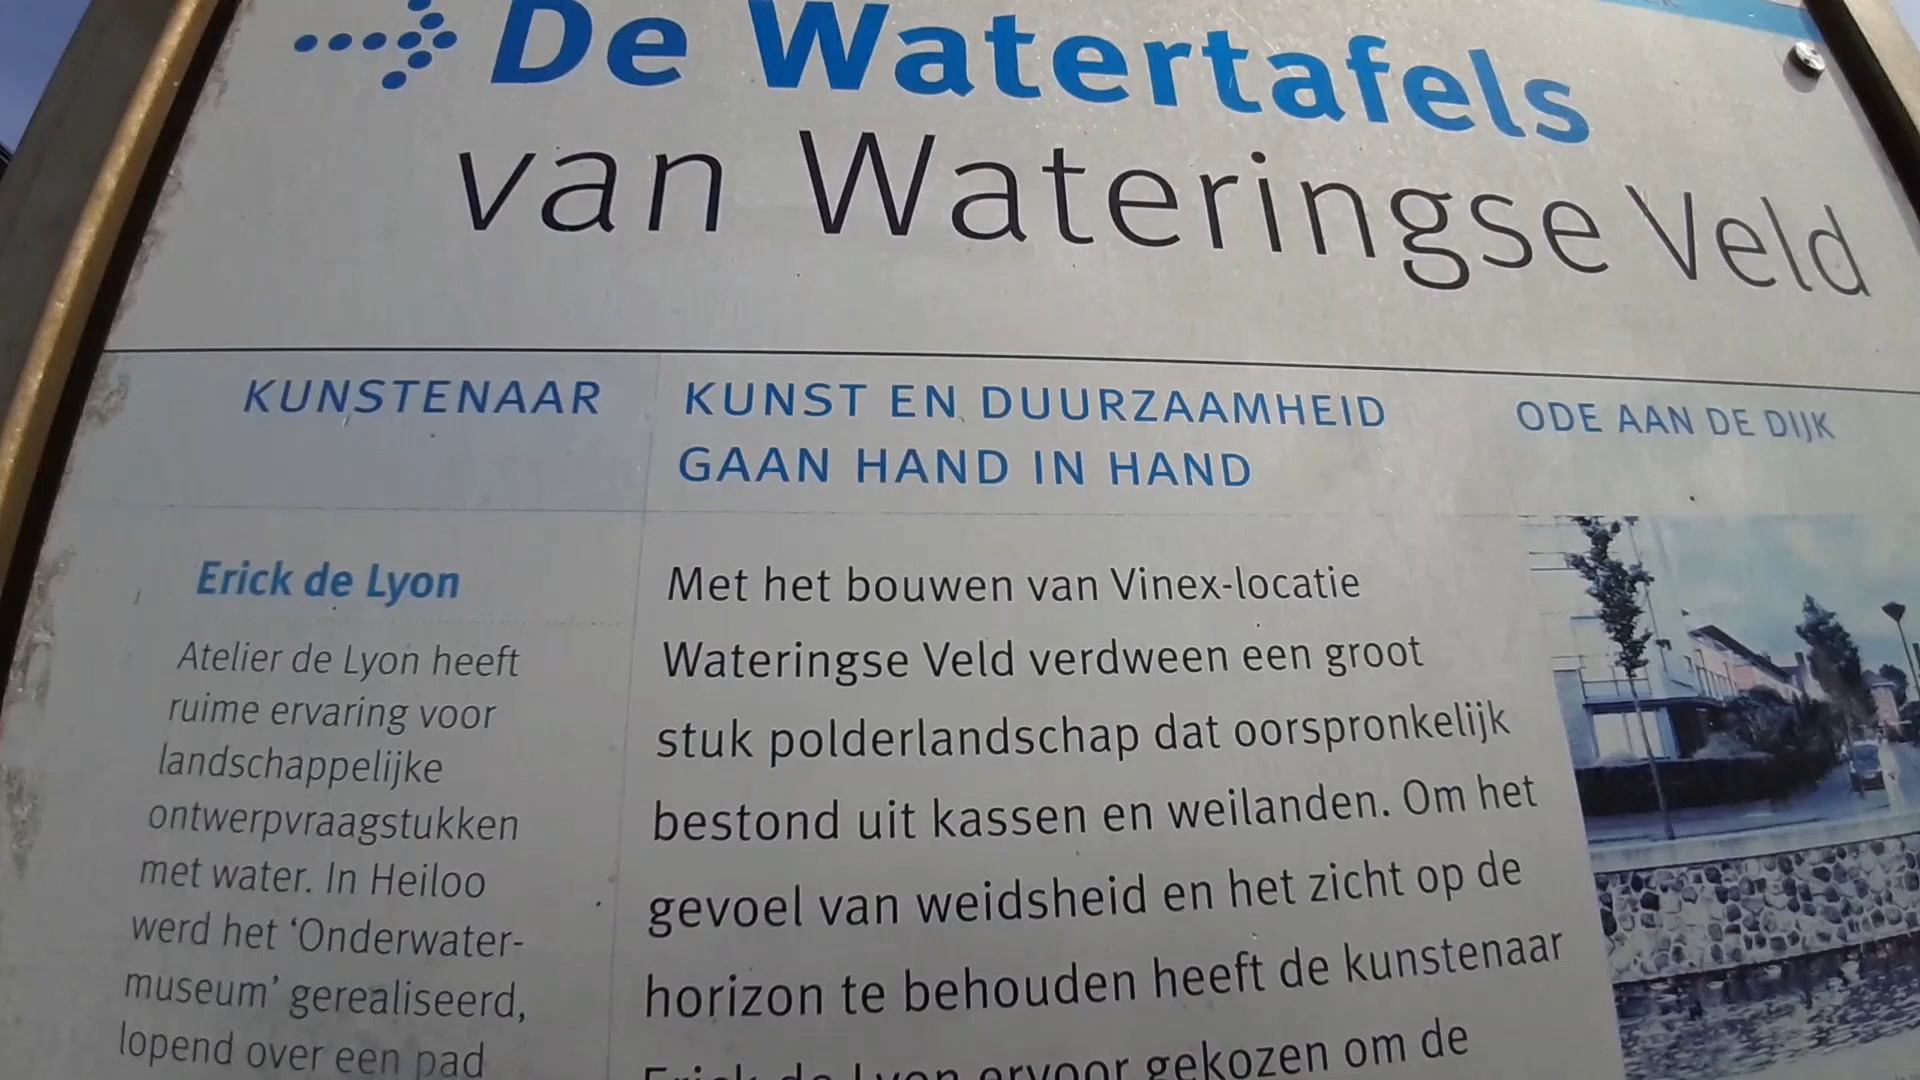 De Watertafels
van Wateringse Veld
KUNSTENAAR
Erick de Lyon
Atelier de Lyon heeft
ruime ervaring voor
landschappelijke
ontwerpvraagstukken
met water. In Heiloo
werd het ‘Onderwater-
museum’ gerealiseerd,
lopend over een pad
KUNST EN DUURZAAMHEID
GAAN HAND IN HAND
Met het bouwen van Vinex-locatie
Wateringse Veld verdween een groot
stuk polderlandschap dat oorspronkelijk
bestond uit kassen en weilanden. Om het
gevoel van weidsheid en het zicht op de
horizon te behouden heeft de kunstenaar
Erick de Lyon ervoor gekozen om de
ODE AAN DE DIJK